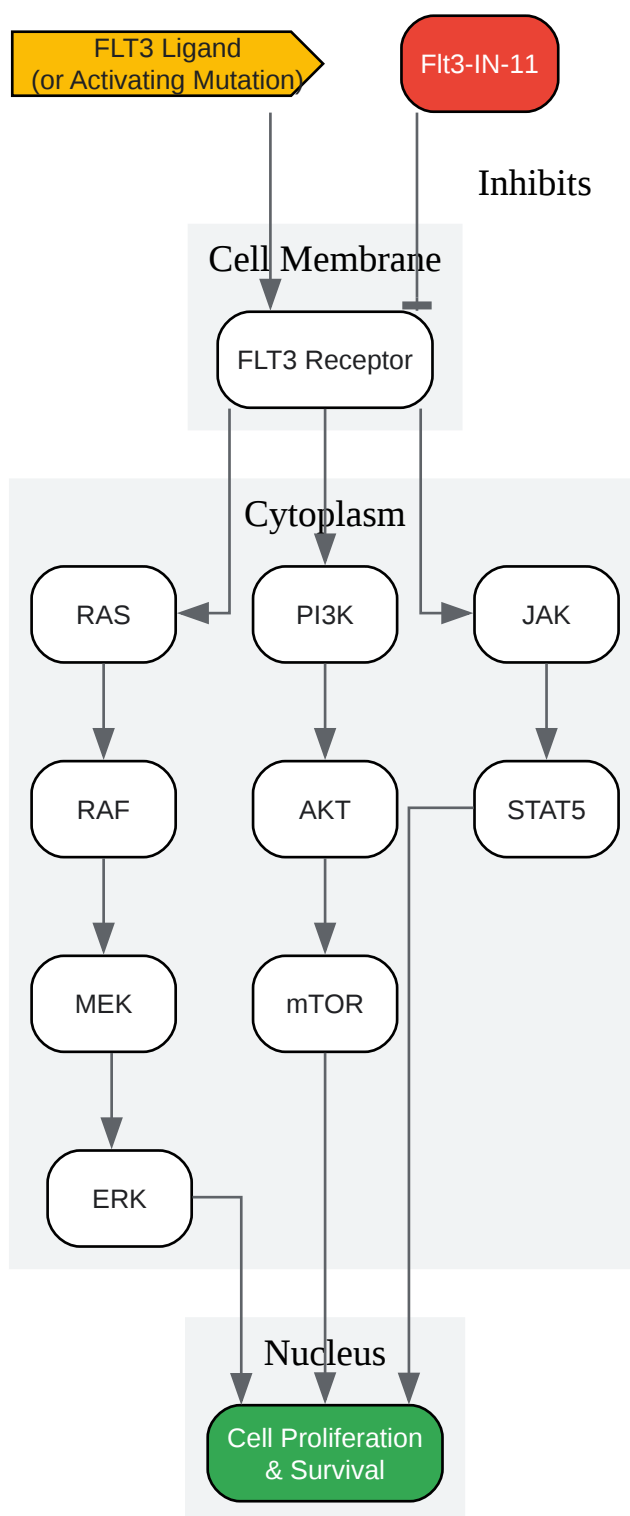 FLT3 Ligand
(or Activating Mutation)
Flt3-IN-11
Inhibits
Cell Membrane
FLT3 Receptor
Cytoplasm
RAS
PI3K
JAK
RAF
AKT
STAT5
MEK
mTOR
ERK
Nucleus
Cell Proliferation
& Survival